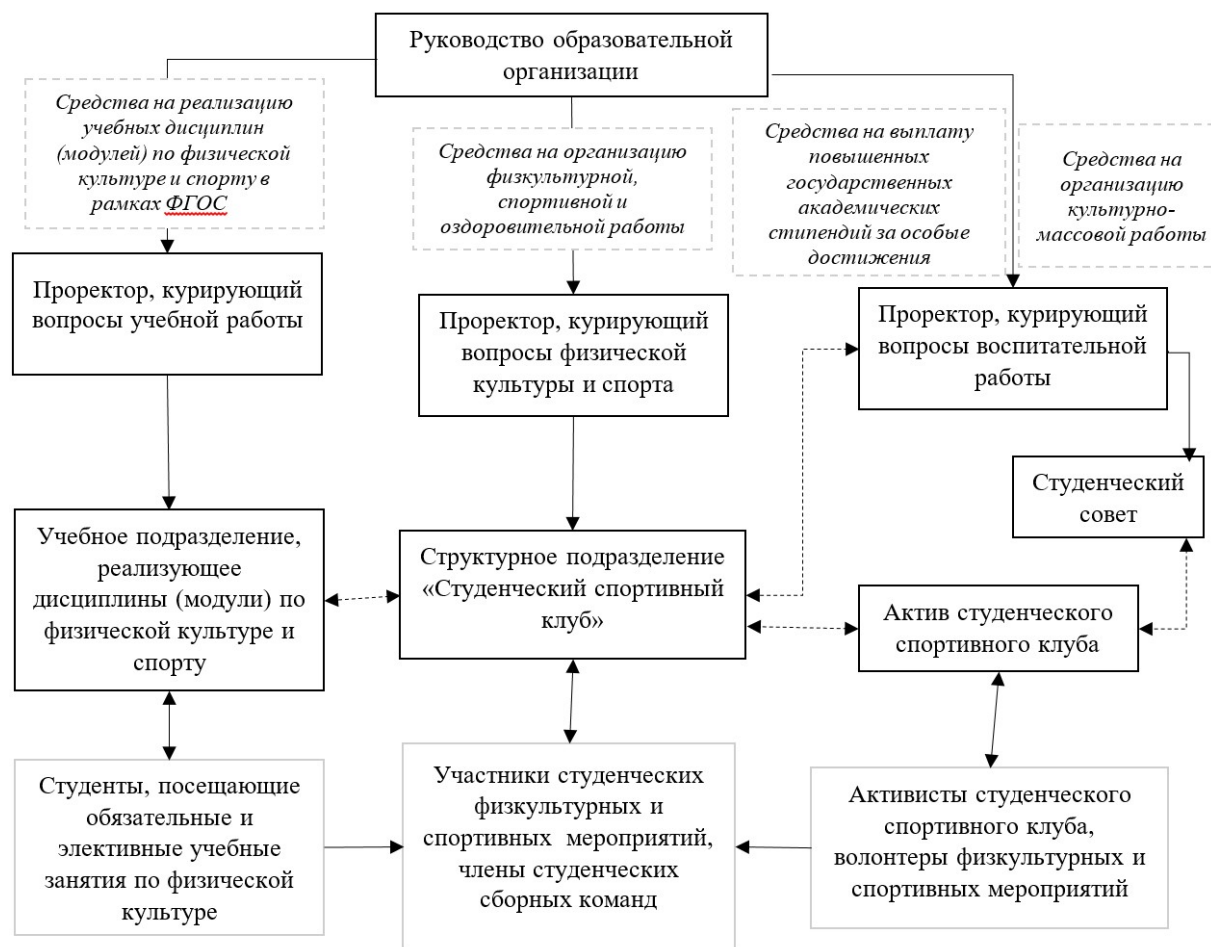 Руководство образовательной
организации
Средства на реализацию
учебных дисциплин
(модулей) по физической
культуре и спорту в
рамках ФГОС
Средства на организацию
физкультурной,
спортивной и
оздоровительной работы
Средства на выплату
повышенных
государственных
академических
стипендий за особые
достижения
Средства на
организацию
культурно-
массовой работы
Проректор, курирующий
вопросы учебной работы
Проректор, курирующий
вопросы физической
культуры и спорта
Проректор, курирующий
вопросы воспитательной
работы
Студенческий
совет
Учебное подразделение,
реализующее
дисциплины (модули) по
физической культуре и
спорту
Структурное подразделение
«Студенческий спортивный
клуб»
Актив студенческого
спортивного клуба
Студенты, посещающие
обязательные и
элективные учебные
занятия по физической
культуре
Участники студенческих
физкультурных и
спортивных мероприятий,
члены студенческих
сборных команд
Активисты студенческого
спортивного клуба,
волонтеры физкультурных и
спортивных мероприятий